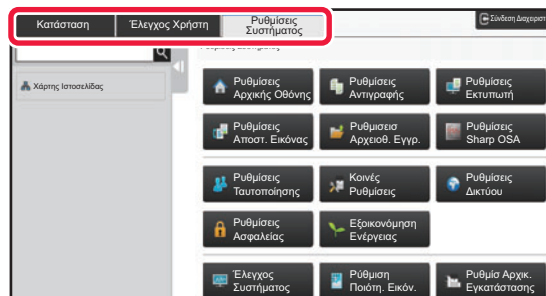 Κατάσταση
Έλεγχος Χρήστη
Ρυθμίσεις
Συστήματος
Σύνδεση Διαχειριστ
Χάρτης Ιστοσελίδας
Ρυθμίσεις
Αρχικής Οθόνης
Ρυθμίσεις
Αντιγραφής
Ρυθμίσεις
Εκτυπωτή
Ρυθμίσεις
Αποστ. Εικόνας
Ρυθμισεισ
Αρχειοθ. Εγγρ.
Ρυθμίσεις
Sharp OSA
Ρυθμίσεις
Ταυτοποίησης
Κοινές
Ρυθμίσεις
Ρυθμίσεις
Δικτύου
Ρυθμίσεις
Ασφαλείας
Εξοικονόμηση
Ενέργειας
Έλεγχος
Συστήματος
Ρύθμιση
Ποιότη. Εικόν.
Ρυθμίσ Αρχικ.
Εγκατάστασης